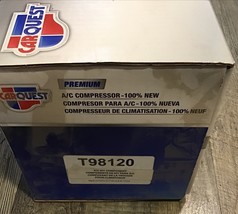 CARQUEST
PREMIUM
A/C COMPRESSOR-100% NEW
COMPRESOR PARA A/C-100% NUEVA
CARQUEST
COMPRESSEUR DE CLIMATISATION-100% NEUF
T98120